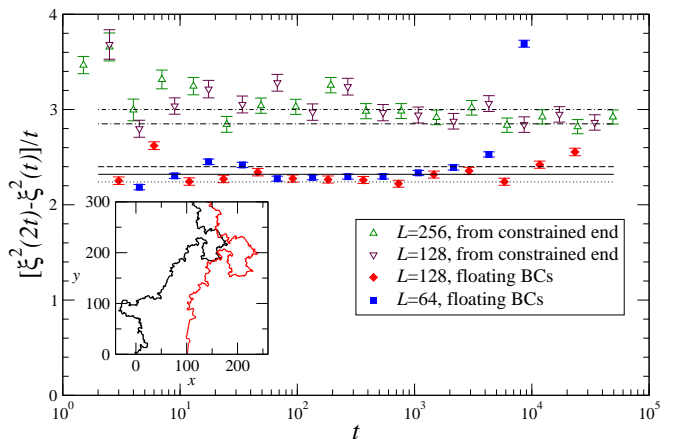 [ξ²(2t)-ξ²(t)]/t
4
3
2
1
0
300
200
100
0
y
0 100 200
x
L=256, from constrained end
L=128, from constrained end
L=128, floating BCs
L=64, floating BCs
10⁰ 10¹ 10² 10³ 10⁴ 10⁵
t